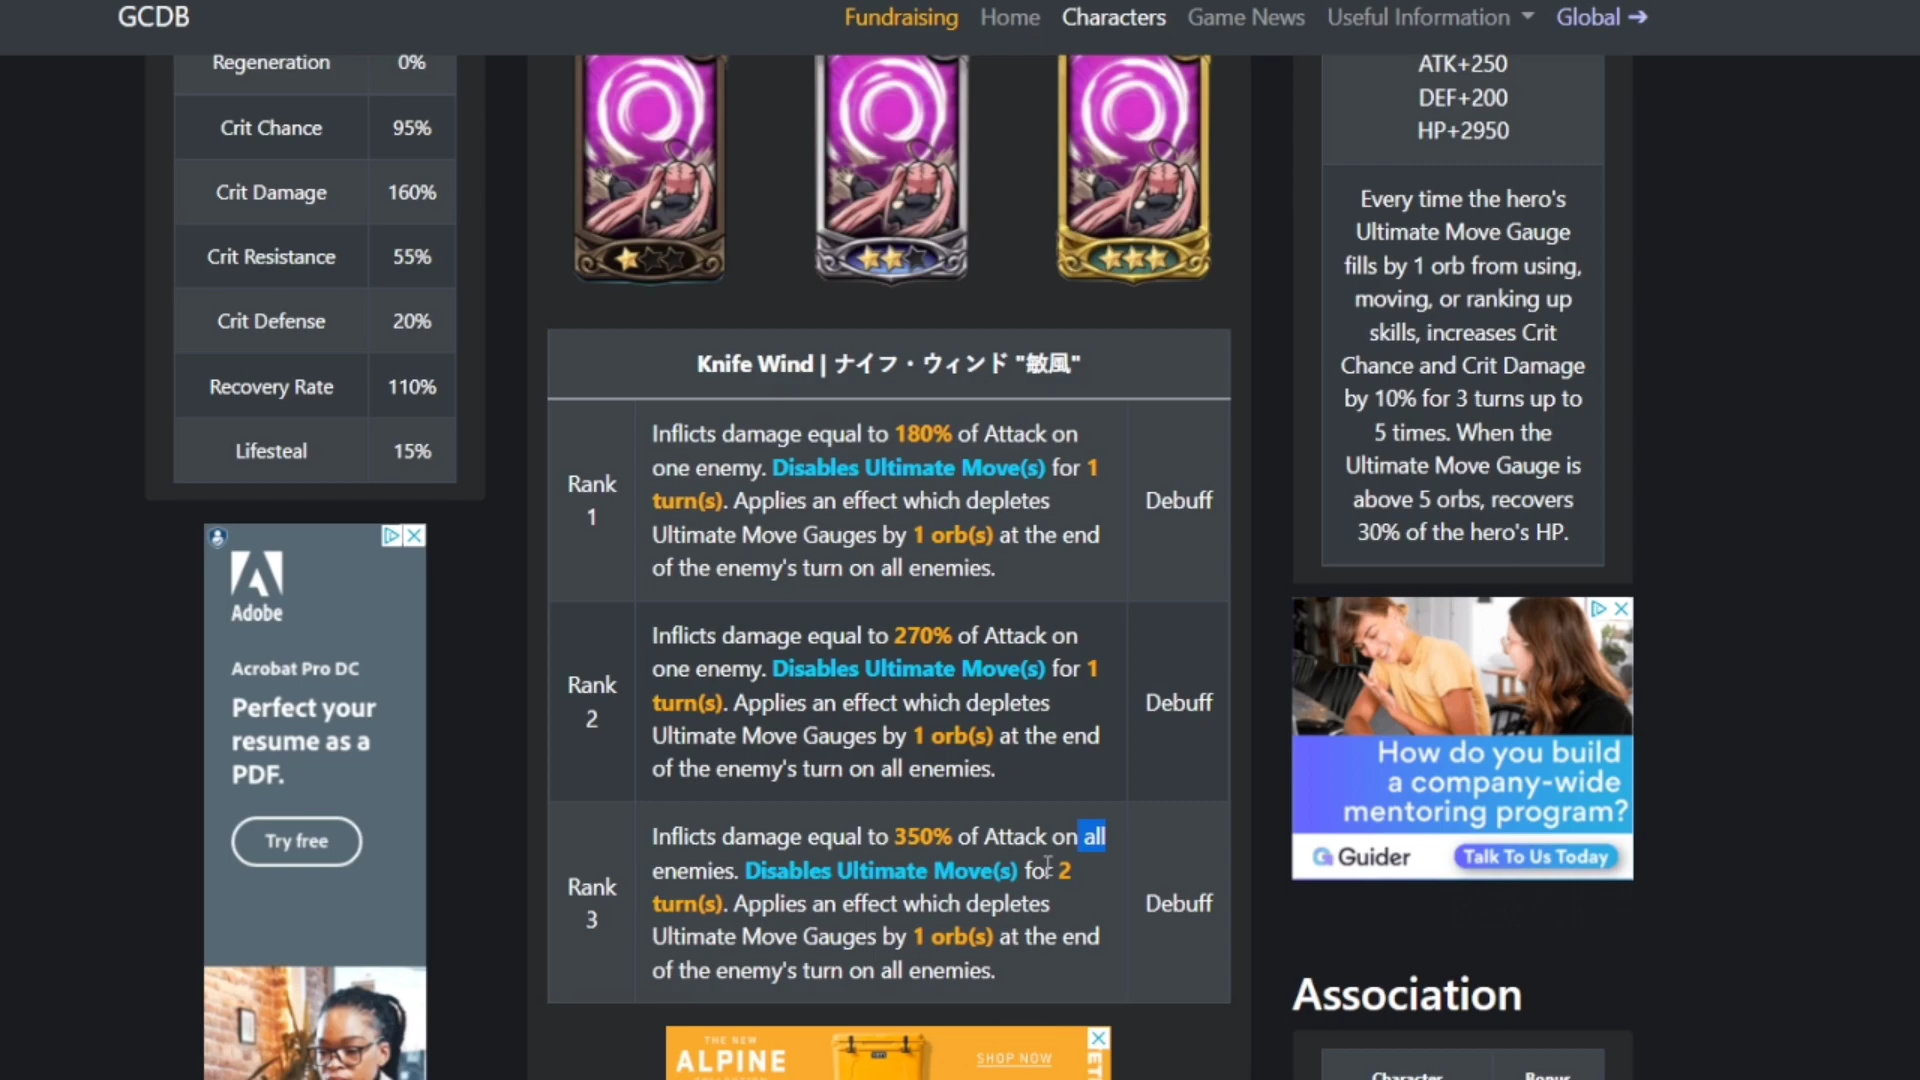 GCDB
Fundraising Home Characters Game News Useful Information Global
Regeneration 0%
Crit Chance 95%
Crit Damage 160%
Crit Resistance 55%
Crit Defense 20%
Recovery Rate 110%
Lifesteal 15%
Adobe
Acrobat Pro DC
Perfect your
resume as a
PDF.
Try free
Knife Wind | ナイフ・ウィンド "敏風"
Rank
1
Inflicts damage equal to 180% of Attack on
one enemy. Disables Ultimate Move(s) for 1
turn(s). Applies an effect which depletes
Ultimate Move Gauges by 1 orb(s) at the end
of the enemy's turn on all enemies.
Debuff
Rank
2
Inflicts damage equal to 270% of Attack on
one enemy. Disables Ultimate Move(s) for 1
turn(s). Applies an effect which depletes
Ultimate Move Gauges by 1 orb(s) at the end
of the enemy's turn on all enemies.
Debuff
Rank
3
Inflicts damage equal to 350% of Attack on all
enemies. Disables Ultimate Move(s) for 2
turn(s). Applies an effect which depletes
Ultimate Move Gauges by 1 orb(s) at the end
of the enemy's turn on all enemies.
Debuff
THE NEW
ALPINE
SHOP NOW
ATK+250
DEF+200
HP+2950
Every time the hero's
Ultimate Move Gauge
fills by 1 orb from using,
moving, or ranking up
skills, increases Crit
Chance and Crit Damage
by 10% for 3 turns up to
5 times. When the
Ultimate Move Gauge is
above 5 orbs, recovers
30% of the hero's HP.
How do you build
a company-wide
mentoring program?
Guider
Talk To Us Today
Association
Character Bonus